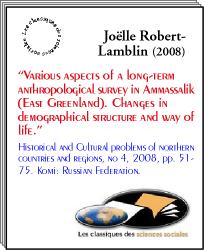 Les classiques des sciences sociales
Joëlle Robert-
Lamblin (2008)
“Various aspects of a long-term
anthropological survey in Ammassalik
(East Greenland). Changes in
demographical structure and way of
life.”
Historical and Cultural problems of northern
countries and regions, no 4, 2008, pp. 51-
75. Komi: Russian Federation.
Les classiques des sciences sociales